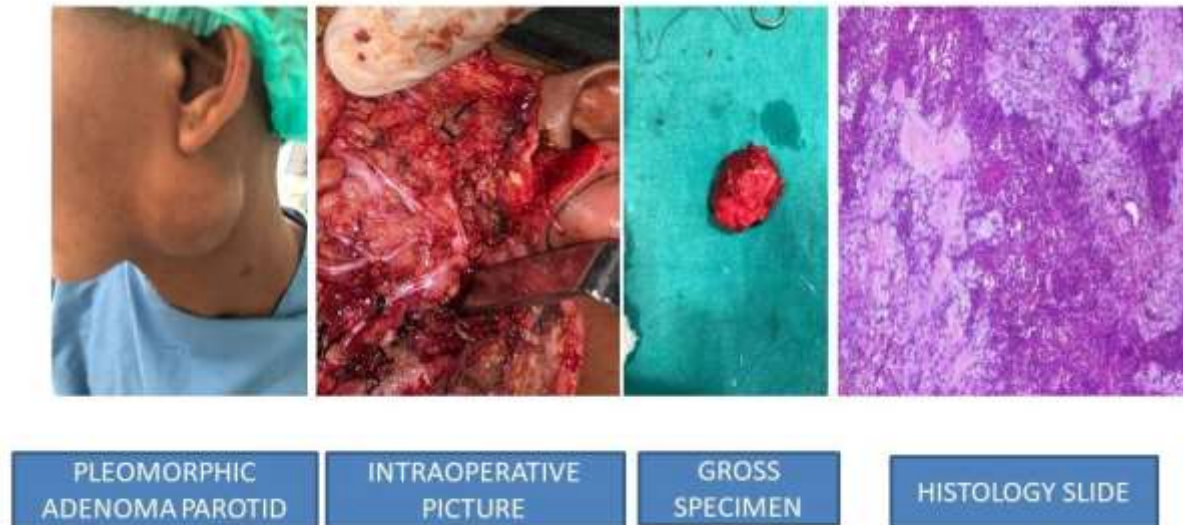 PLEOMORPHIC
ADENOMA PAROTID
INTRAOPERATIVE
PICTURE
GROSS
SPECIMEN
HISTOLOGY SLIDE